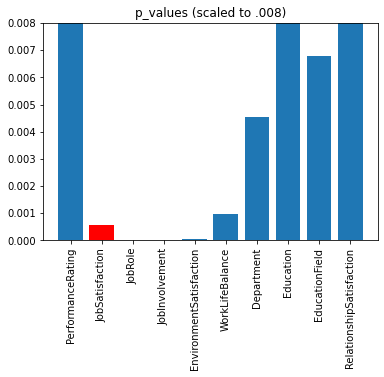 p_values (scaled to .008)
0.008
0.007
0.006
0.005
0.004
0.003
0.002
0.001
0.000
PerformanceRating
JobSatisfaction
JobRole
JobInvolvement
EnvironmentSatisfaction
WorkLifeBalance
Department
Education
EducationField
RelationshipSatisfaction